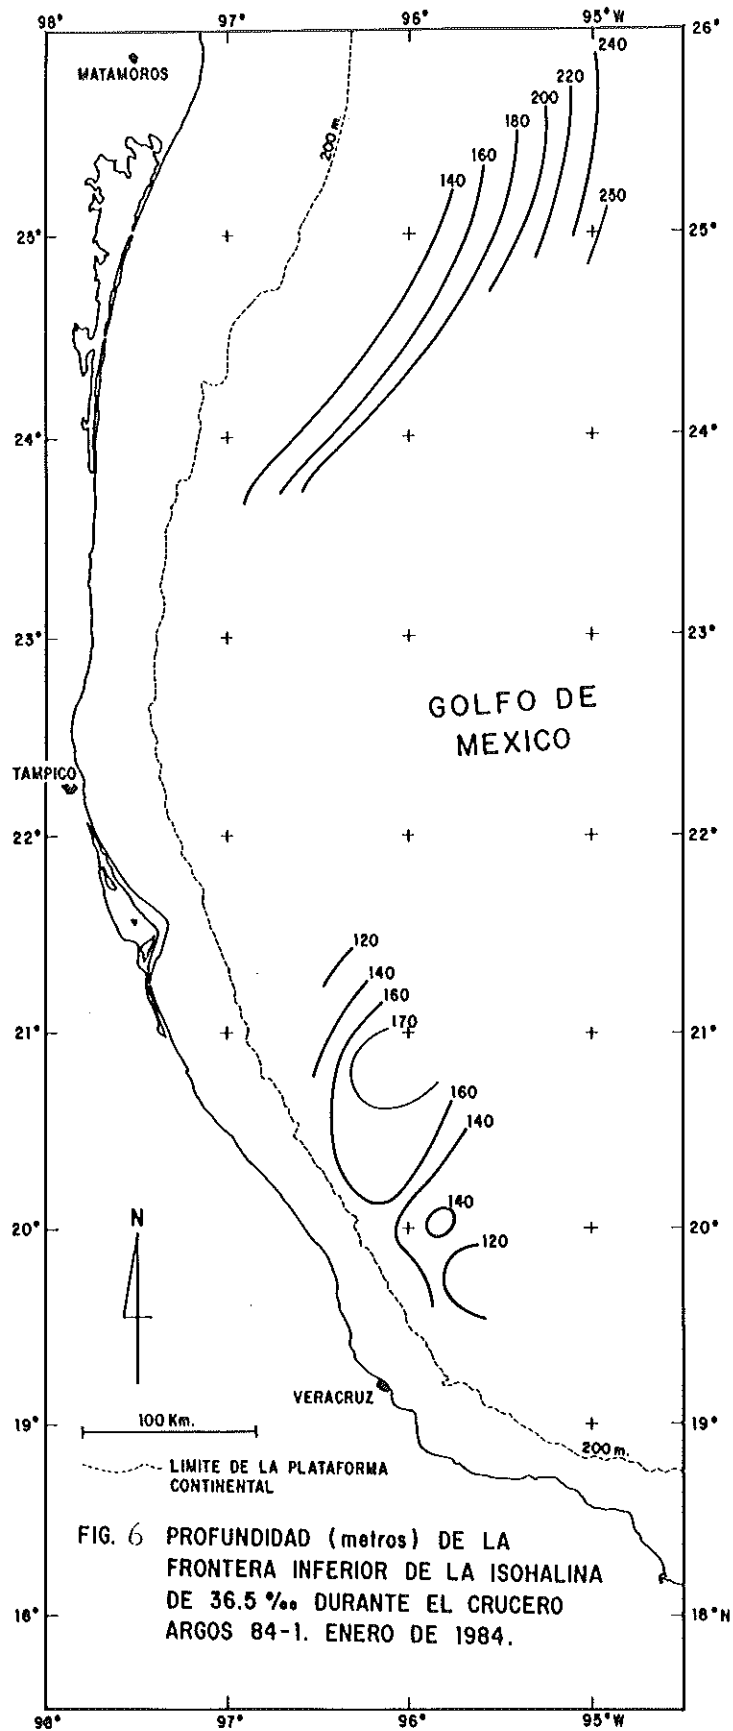 98° 97° 96° 95°W
26°
MATAMOROS
200 m.
240
220
200
180
160
140
250
25° 25°
24° 24°
23° 23°
GOLFO DE
MEXICO
TAMPICO
22° 22°
120
140
160
170
21° 21°
160
140
140
120
N
20° 20°
VERACRUZ
19° 19°
100 Km.
200 m.
LIMITE DE LA PLATAFORMA
CONTINENTAL
FIG. 6 PROFUNDIDAD (metros) DE LA
FRONTERA INFERIOR DE LA ISOHALINA
DE 36.5 ‰ DURANTE EL CRUCERO
ARGOS 84-1. ENERO DE 1984.
18° 18°N
98° 97° 96° 95°W